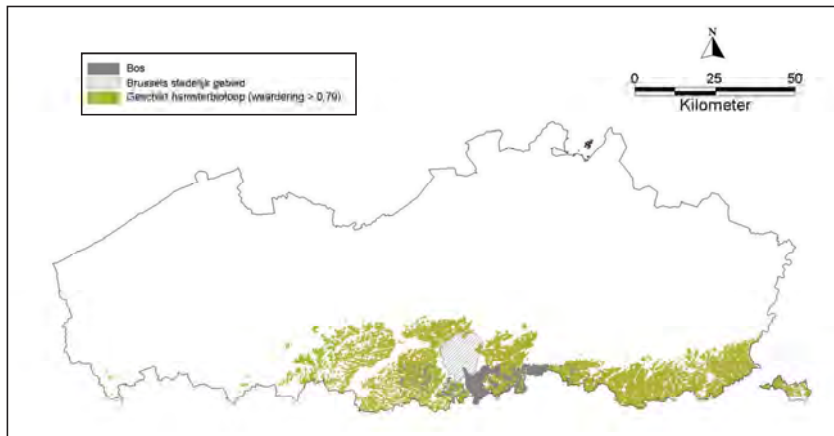 Bos
Brussels stedelijk gebied
Geschikt hamsterbiotoop (waardering > 0,79)
N
0 25 50
Kilometer